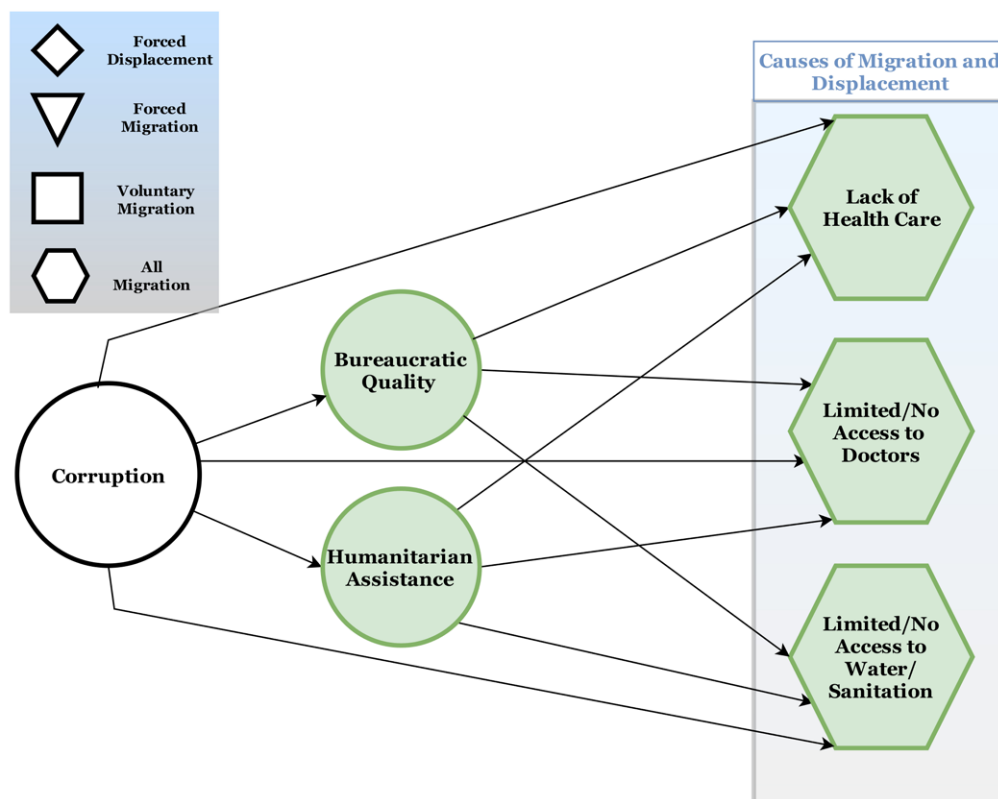 Forced
Displacement
Forced
Migration
Voluntary
Migration
All
Migration
Causes of Migration and
Displacement
Lack of
Health Care
Bureaucratic
Quality
Limited/No
Access to
Doctors
Corruption
Humanitarian
Assistance
Limited/No
Access to
Water/
Sanitation